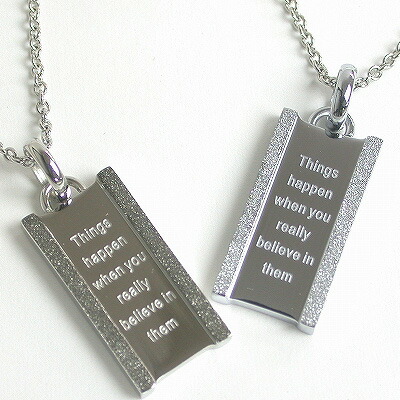 Things
happen
when you
really
believe in
them
Things
happen
when you
really
believe in
them